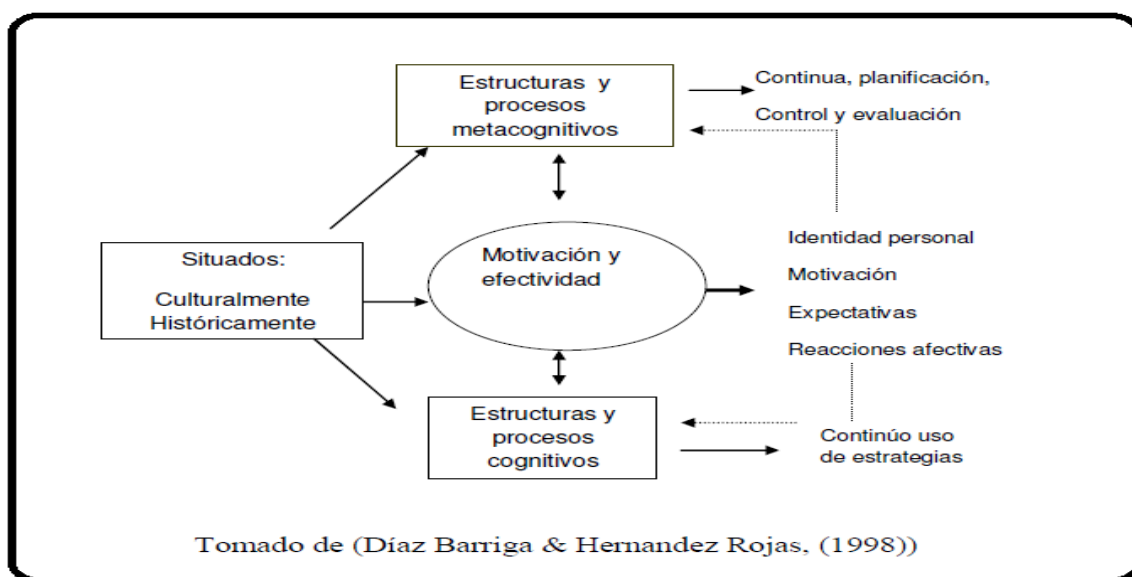 Estructuras y
procesos
metacognitivos
Continua, planificación,
Control y evaluación
Situados:
Culturalmente
Históricamente
Motivación y
efectividad
Identidad personal
Motivación
Expectativas
Reacciones afectivas
Estructuras y
procesos
cognitivos
Continúo uso
de estrategias
Tomado de (Díaz Barriga & Hernandez Rojas, (1998))